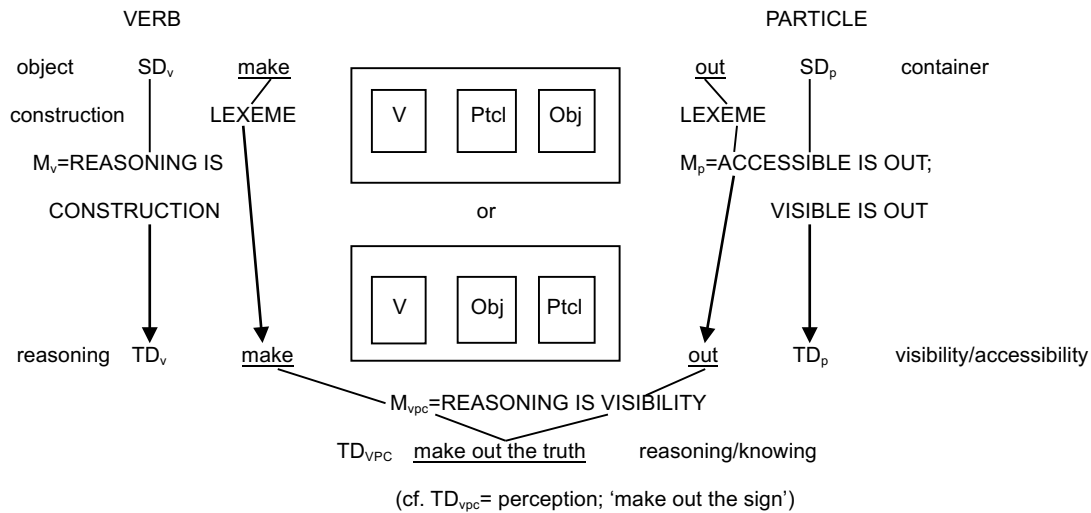 VERB PARTICLE
object SDv make out SDp container
V Ptcl Obj
construction LEXEME LEXEME
Mv=REASONING IS Mp=ACCESSIBLE IS OUT;
CONSTRUCTION or VISIBLE IS OUT
V Obj Ptcl
reasoning TDv make out TDp visibility/accessibility
Mvpc=REASONING IS VISIBILITY
TDVPC make out the truth reasoning/knowing
(cf. TDvpc= perception; ‘make out the sign’)